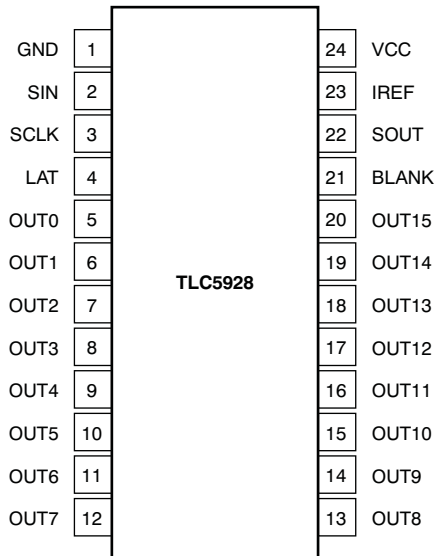 GND 1 24 VCC
SIN 2 23 IREF
SCLK 3 22 SOUT
LAT 4 21 BLANK
OUT0 5 20 OUT15
OUT1 6 19 OUT14
TLC5928
OUT2 7 18 OUT13
OUT3 8 17 OUT12
OUT4 9 16 OUT11
OUT5 10 15 OUT10
OUT6 11 14 OUT9
OUT7 12 13 OUT8